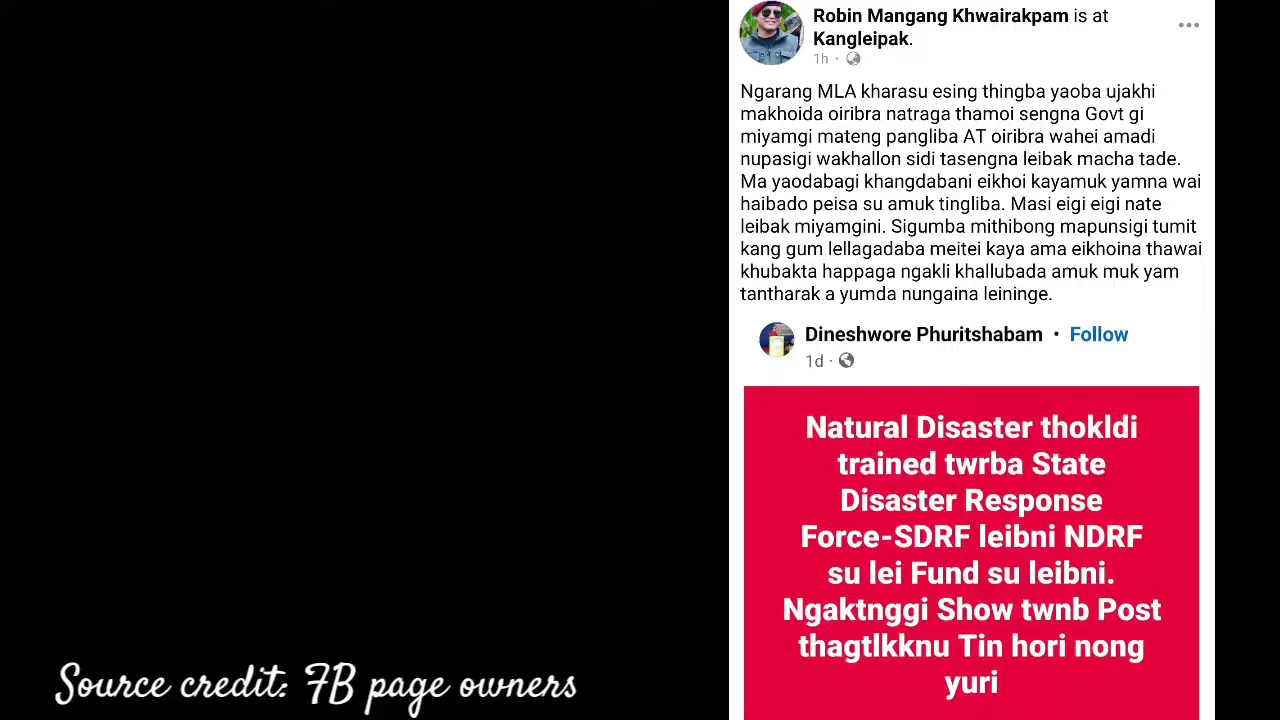 Robin Mangang Khwairakpam is at
Kangleipak.
1h ·
Ngarang MLA kharasu esing thingba yaoba ujakhi
makhoida oiribra natraga thamoi sengna Govt gi
miyamgi mateng pangliba AT oiribra wahei amadi
nupasigi wakhallon sidi tasengna leibak macha tade.
Ma yaodabagi khangdabani eikhoi kayamuk yamna wai
haibado peisa su amuk tingliba. Masi eigi eigi nate
leibak miyamgini. Sigumba mithibong mapunsigi tumit
kang gum lellagadaba meitei kaya ama eikhoina thawai
khubakta happaga ngakli khallubada amuk muk yam
tantharak a yumda nungaina leininge.
Dineshwore Phuritshabam · Follow
1d ·
Natural Disaster thokldi
trained twrba State
Disaster Response
Force-SDRF leibni NDRF
su lei Fund su leibni.
Ngaktnggi Show twnb Post
thagtlkknu Tin hori nong
yuri
Source credit: FB page owners